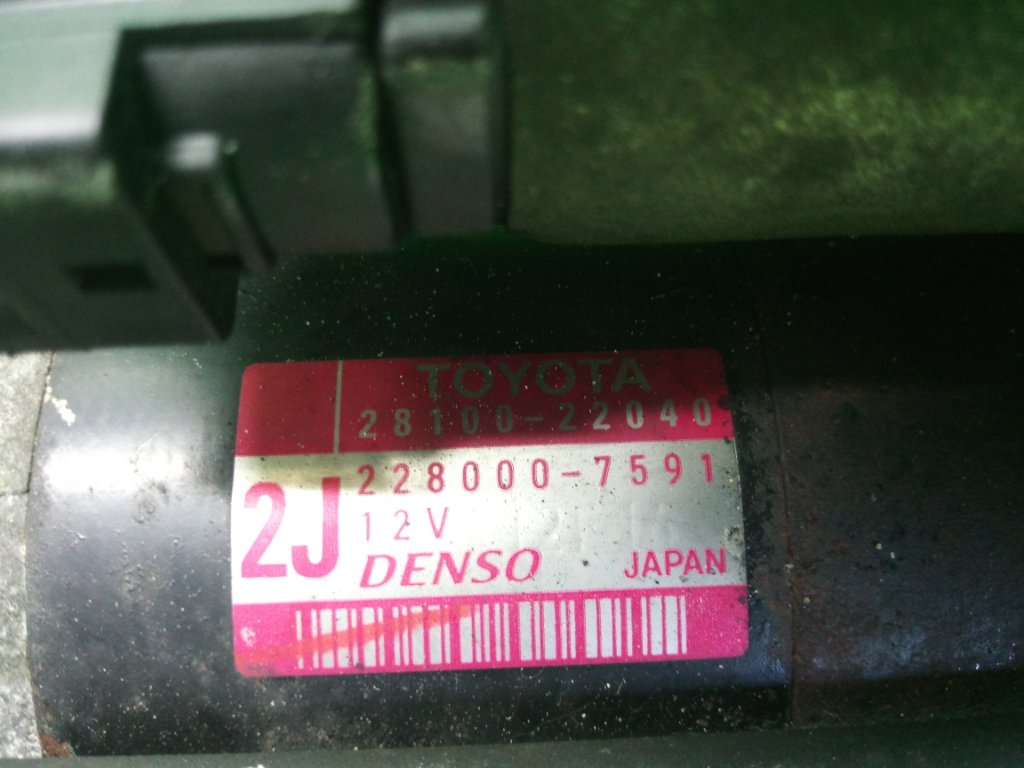 TOYOTA
28100-22040
2J
228000-7591
12V
DENSO JAPAN